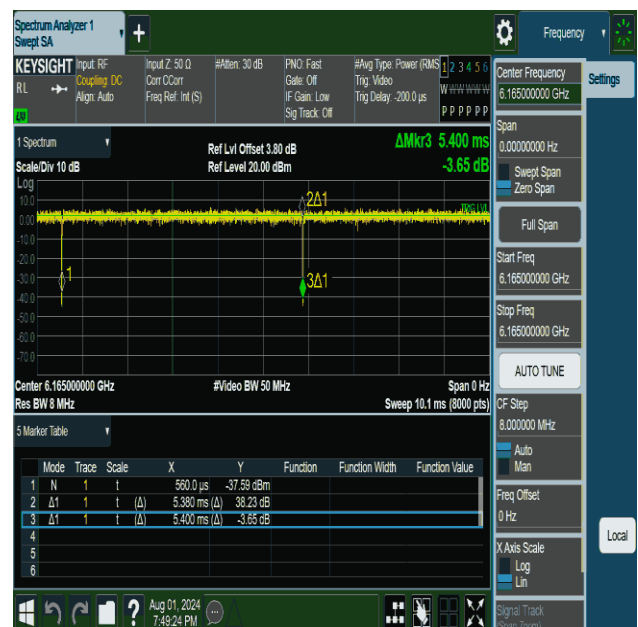 Spectrum Analyzer 1
Swept SA
+
Frequency
KEYSIGHT
RL
Input: RF
Coupling: DC
Align: Auto
Input Z: 50 Ω
Corr CCorr
Freq Ref: Int (S)
#Atten: 30 dB
PNO: Fast
Gate: Off
IF Gain: Low
Sig Track: Off
#Avg Type: Power (RMS
Trig: Video
Trig Delay: -200.0 µs
1 2 3 4 5 6
W W W W W W
P P P P P P
1 Spectrum
Scale/Div 10 dB
Ref Lvl Offset 3.80 dB
Ref Level 20.00 dBm
ΔMkr3 5.400 ms
-3.65 dB
Log
10.0
0.00
-10.0
-20.0
-30.0
-40.0
-50.0
-60.0
-70.0
2Δ1
TRIG LVL
1
3Δ1
Center 6.165000000 GHz
#Video BW 50 MHz
Span 0 Hz
Res BW 8 MHz
Sweep 10.1 ms (8000 pts)
5 Marker Table
Mode Trace Scale X Y Function Function Width Function Value
1 N 1 t 560.0 µs -37.59 dBm
2 Δ1 1 t (Δ) 5.380 ms (Δ) 38.23 dB
3 Δ1 1 t (Δ) 5.400 ms (Δ) -3.65 dB
4
5
6
Center Frequency
6.165000000 GHz
Settings
Span
0.00000000 Hz
Swept Span
Zero Span
Full Span
Start Freq
6.165000000 GHz
Stop Freq
6.165000000 GHz
AUTO TUNE
CF Step
8.000000 MHz
Auto
Man
Freq Offset
0 Hz
X Axis Scale
Log
Lin
Local
Signal Track
(Span Zoom)
?
Aug 01, 2024
7:49:24 PM